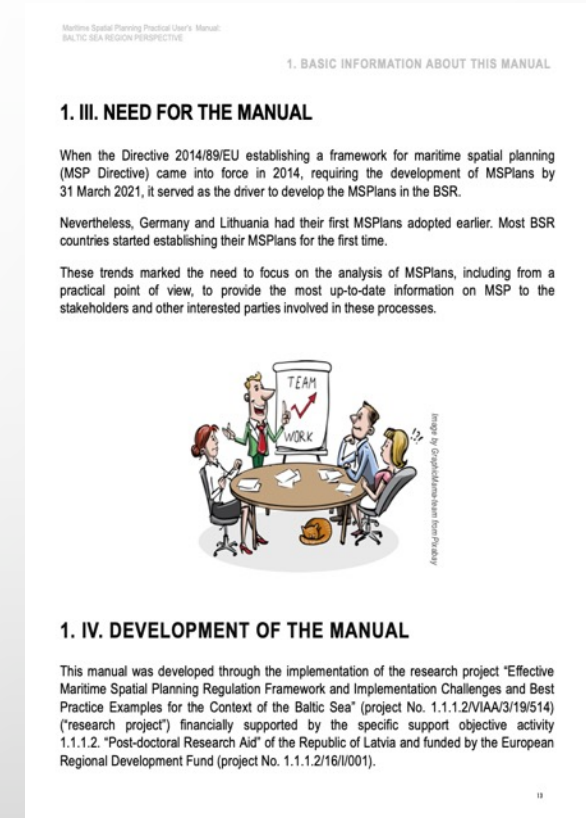 Maritime Spatial Planning Practical User's Manual:
BALTIC SEA REGION PERSPECTIVE
1. BASIC INFORMATION ABOUT THIS MANUAL
1. III. NEED FOR THE MANUAL
When the Directive 2014/89/EU establishing a framework for maritime spatial planning
(MSP Directive) came into force in 2014, requiring the development of MSPlans by
31 March 2021, it served as the driver to develop the MSPlans in the BSR.
Nevertheless, Germany and Lithuania had their first MSPlans adopted earlier. Most BSR
countries started establishing their MSPlans for the first time.
These trends marked the need to focus on the analysis of MSPlans, including from a
practical point of view, to provide the most up-to-date information on MSP to the
stakeholders and other interested parties involved in these processes.
TEAM
WORK
!?!
Image by GraphicMama-team from Pixabay
1. IV. DEVELOPMENT OF THE MANUAL
This manual was developed through the implementation of the research project “Effective
Maritime Spatial Planning Regulation Framework and Implementation Challenges and Best
Practice Examples for the Context of the Baltic Sea” (project No. 1.1.1.2/VIAA/3/19/514)
(“research project”) financially supported by the specific support objective activity
1.1.1.2. “Post-doctoral Research Aid” of the Republic of Latvia and funded by the European
Regional Development Fund (project No. 1.1.1.2/16/I/001).
13